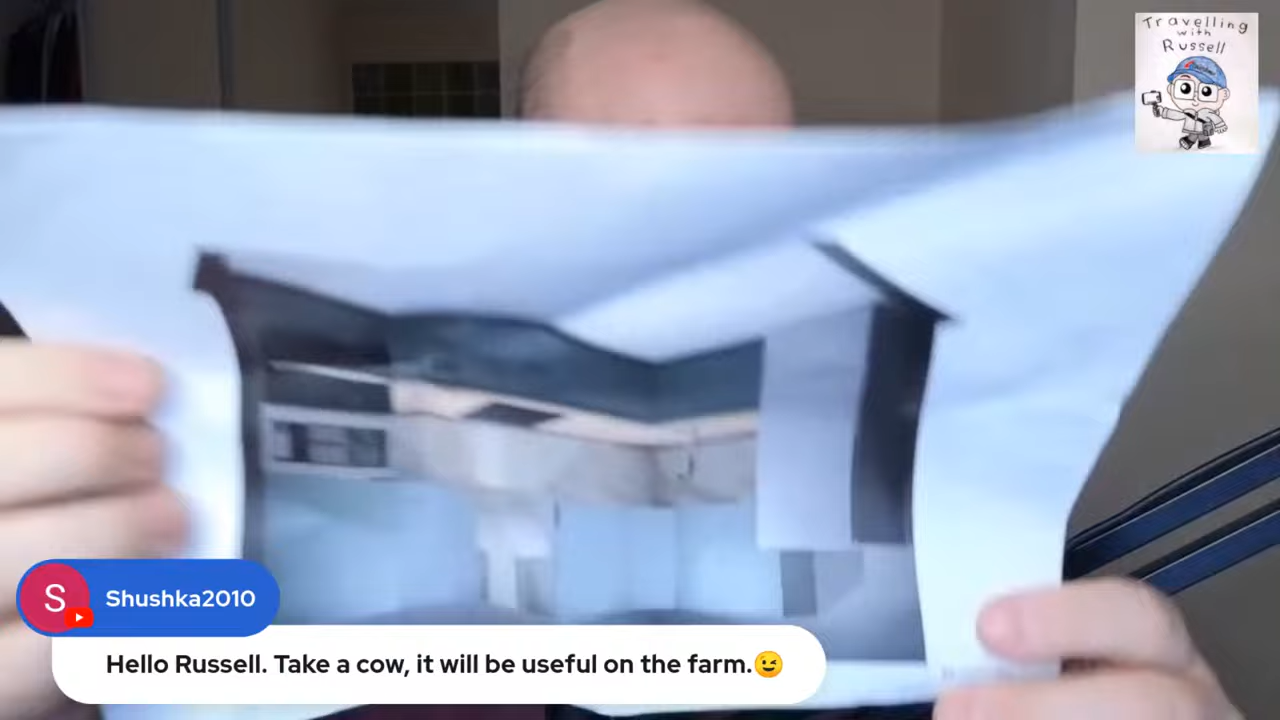 Travelling
with
Russell
Shushka2010
Hello Russell. Take a cow, it will be useful on the farm.😉